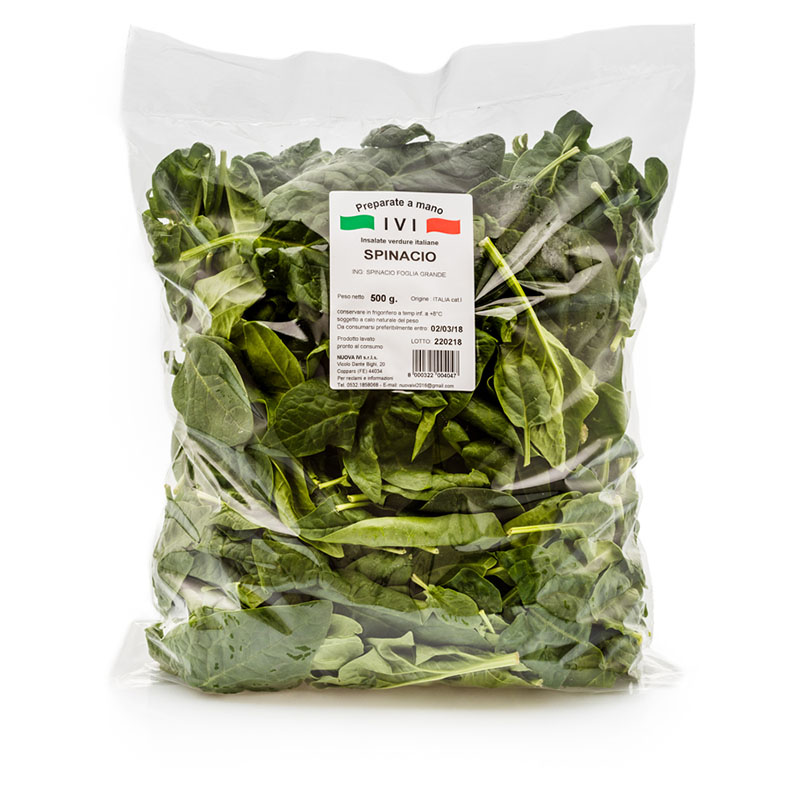 Preparate a mano
IVI
Insalate verdure italiane
SPINACIO
ING. SPINACIO FOGLIA GRANDE
Peso netto 500 g. Origine : ITALIA cat.I
conservare in frigorifero a temp inf. a +8°C
soggetto a calo naturale del peso
Da consumarsi preferibilmente entro: 02/03/18
Prodotto lavato
pronto al consumo
LOTTO: 220218
NUOVA IVI s.r.l.s.
Vicolo Dante Bighi, 20
Copparo (FE) 44034
Per reclami e informazioni
Tel. 0532 1858068 - E-mail: nuovaivi2016@gmail.com
8 000322 004047